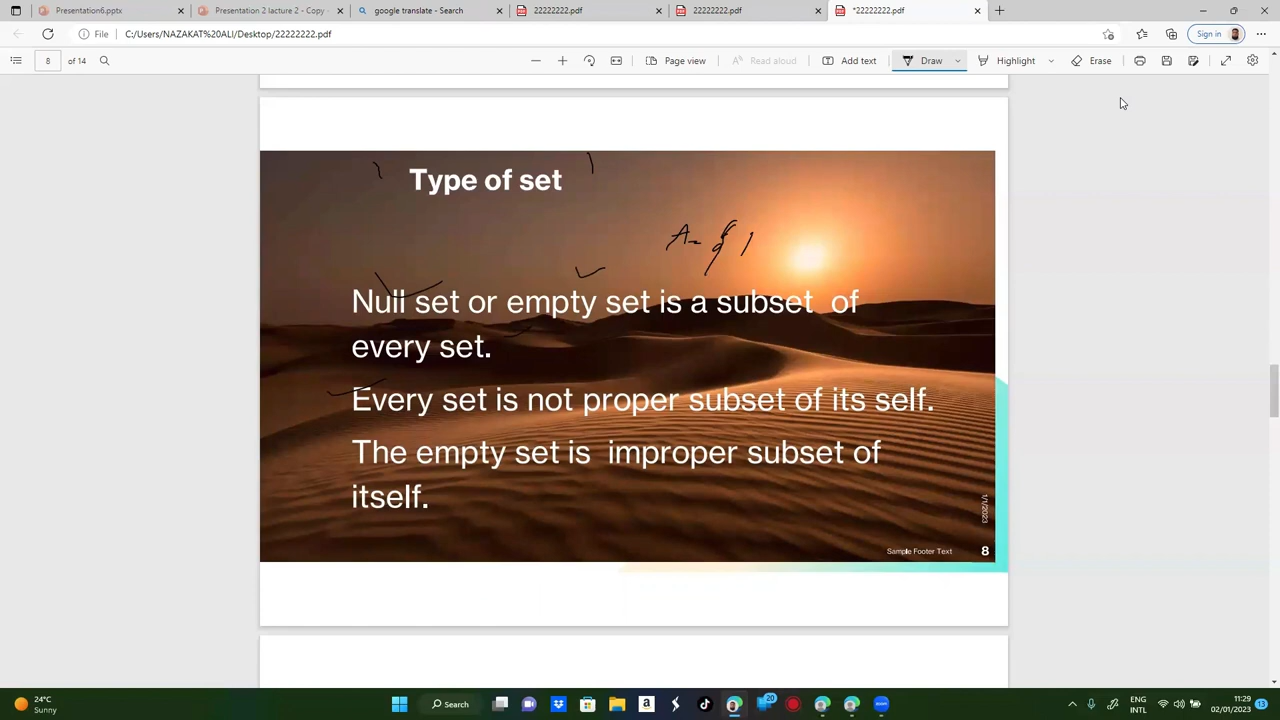 Presentation6.pptx
Presentation 2 lecture 2 - Copy -
google translate - Search
22222222.pdf
22222222.pdf
*22222222.pdf
File
C:/Users/NAZAKAT%20ALI/Desktop/22222222.pdf
Sign in
8 of 14
Page view
Read aloud
Add text
Draw
Highlight
Erase
Type of set
A=
Null set or empty set is a subset of
every set.
Every set is not proper subset of its self.
The empty set is improper subset of
itself.
1/1/2023
Sample Footer Text 8
24°C
Sunny
Search
20
ENG
INTL
11:29
02/01/2023
13